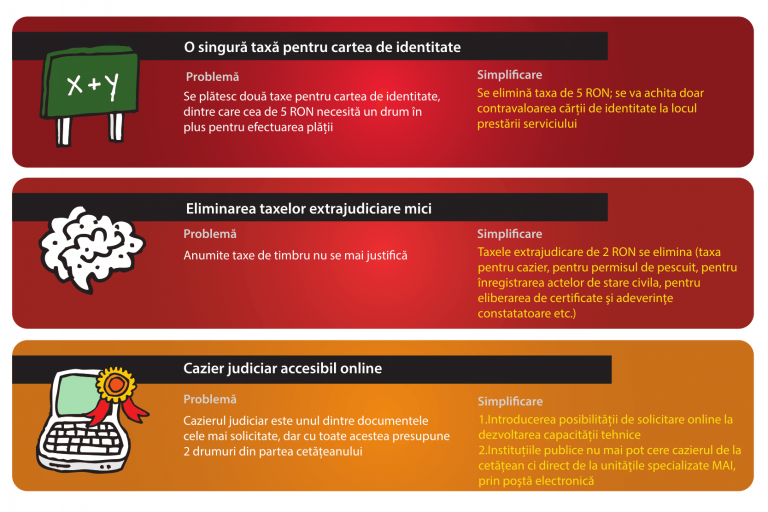 O singură taxă pentru cartea de identitate
x + y
Problemă
Se plătesc două taxe pentru cartea de identitate,
dintre care cea de 5 RON necesită un drum în
plus pentru efectuarea plății
Simplificare
Se elimină taxa de 5 RON; se va achita doar
contravaloarea cărții de identitate la locul
prestării serviciului
Eliminarea taxelor extrajudiciare mici
Problemă
Anumite taxe de timbru nu se mai justifică
Simplificare
Taxele extrajudicare de 2 RON se elimina (taxa
pentru cazier, pentru permisul de pescuit, pentru
înregistrarea actelor de stare civila, pentru
eliberarea de certificate și adeverințe
constatatoare etc.)
Cazier judiciar accesibil online
Problemă
Cazierul judiciar este unul dintre documentele
cele mai solicitate, dar cu toate acestea presupune
2 drumuri din partea cetățeanului
Simplificare
1.Introducerea posibilității de solicitare online la
dezvoltarea capacității tehnice
2.Instituțiile publice nu mai pot cere cazierul de la
cetățean ci direct de la unitățile specializate MAI,
prin poștă electronică